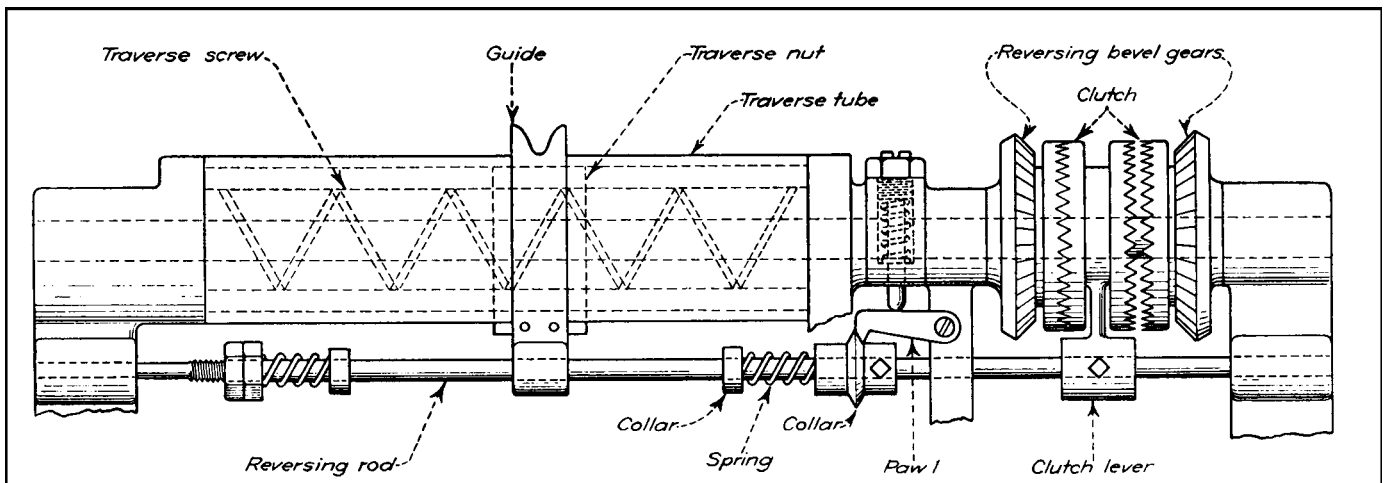 Traverse screw
Guide
Traverse nut
Reversing bevel gears
Traverse tube
Clutch
Collar
Collar
Reversing rod
Spring
Pawl
Clutch lever